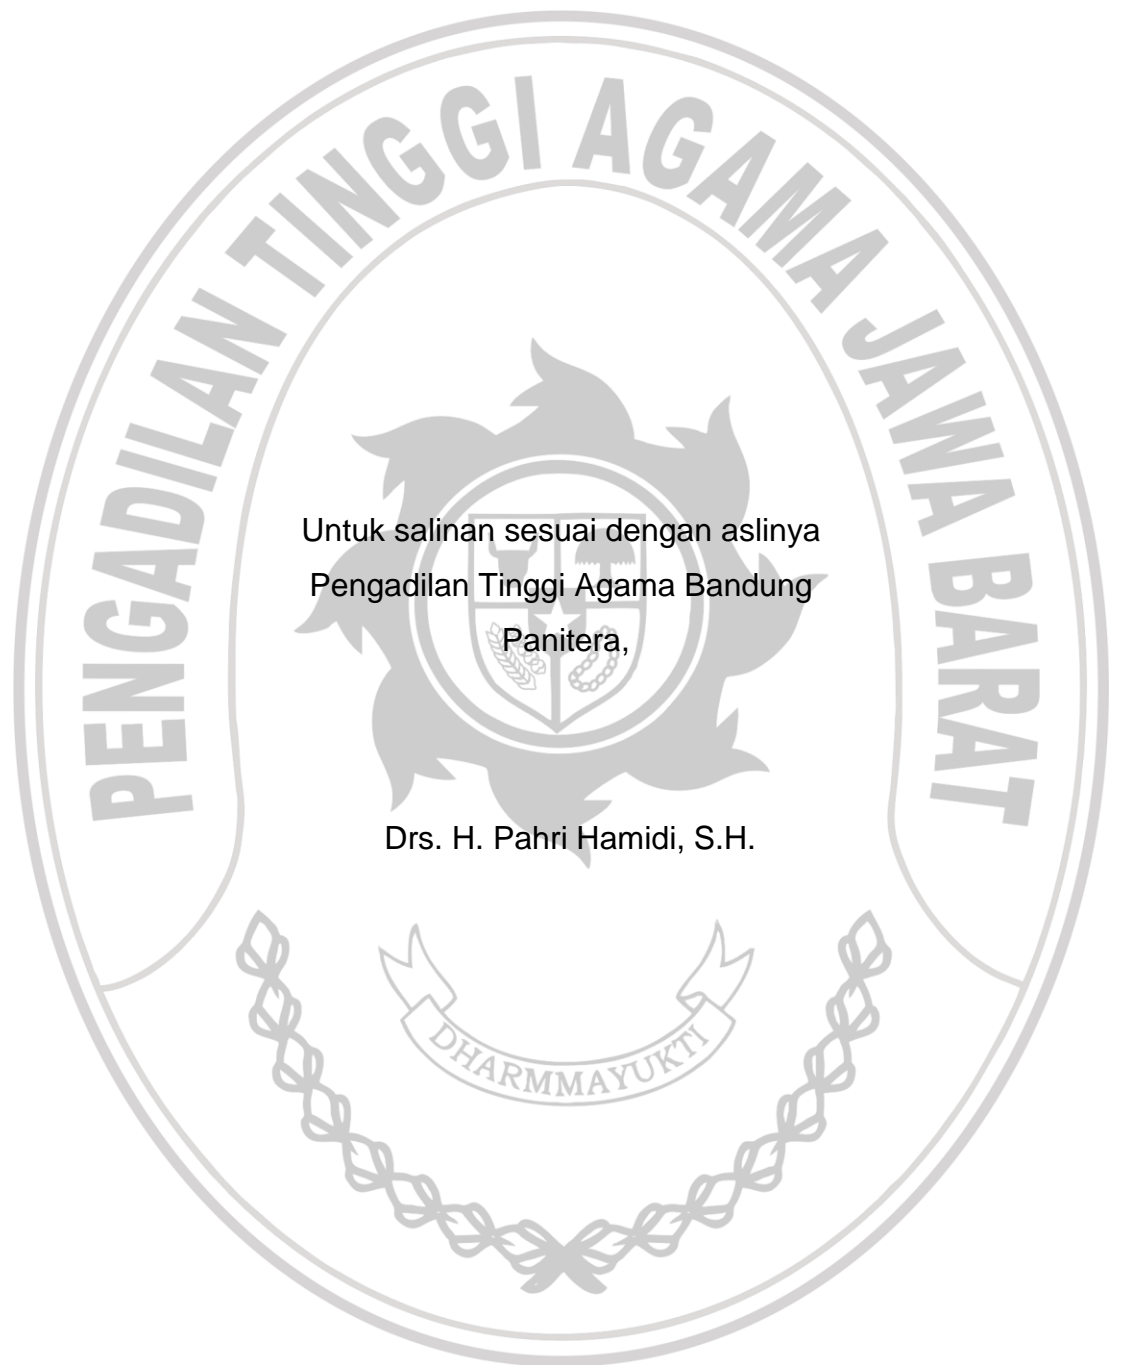 PENGADILAN TINGGI AGAMA JAWA BARAT
Untuk salinan sesuai dengan aslinya
Pengadilan Tinggi Agama Bandung
Panitera,
Drs. H. Pahri Hamidi, S.H.
DHARMMAYUKTI